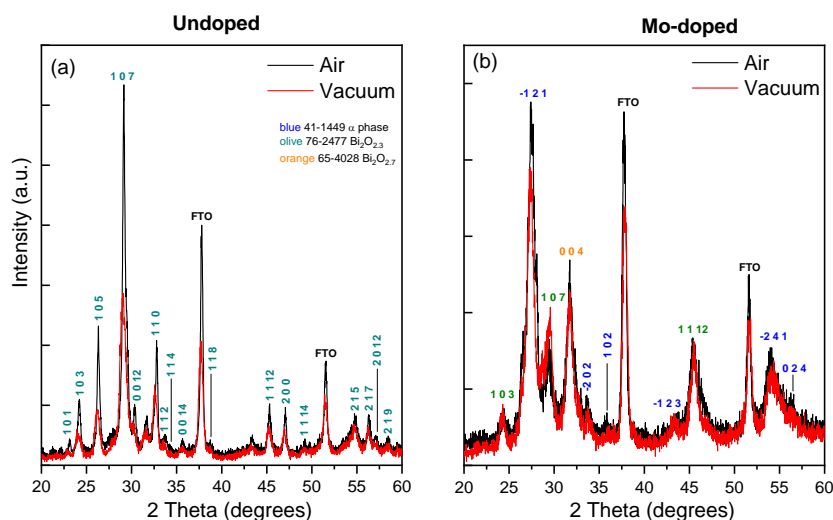 Undoped
Mo-doped
(a)
Air
Vacuum
blue 41-1449 α phase
olive 76-2477 Bi₂O₂.₃
orange 65-4028 Bi₂O₂.₇
Intensity (a.u.)
1 0 1
1 0 3
1 0 5
1 0 7
0 0 12
1 1 0
1 1 2
1 1 4
0 0 14
FTO
1 1 8
1 1 12
2 0 0
1 1 14
FTO
2 1 5
2 1 7
2 0 12
2 1 9
20 25 30 35 40 45 50 55 60
2 Theta (degrees)
(b)
Air
Vacuum
1 0 3
-1 2 1
1 0 7
0 0 4
-2 0 2
1 0 2
FTO
-1 2 3
1 1 12
FTO
-2 4 1
0 2 4
20 25 30 35 40 45 50 55 60
2 Theta (degrees)